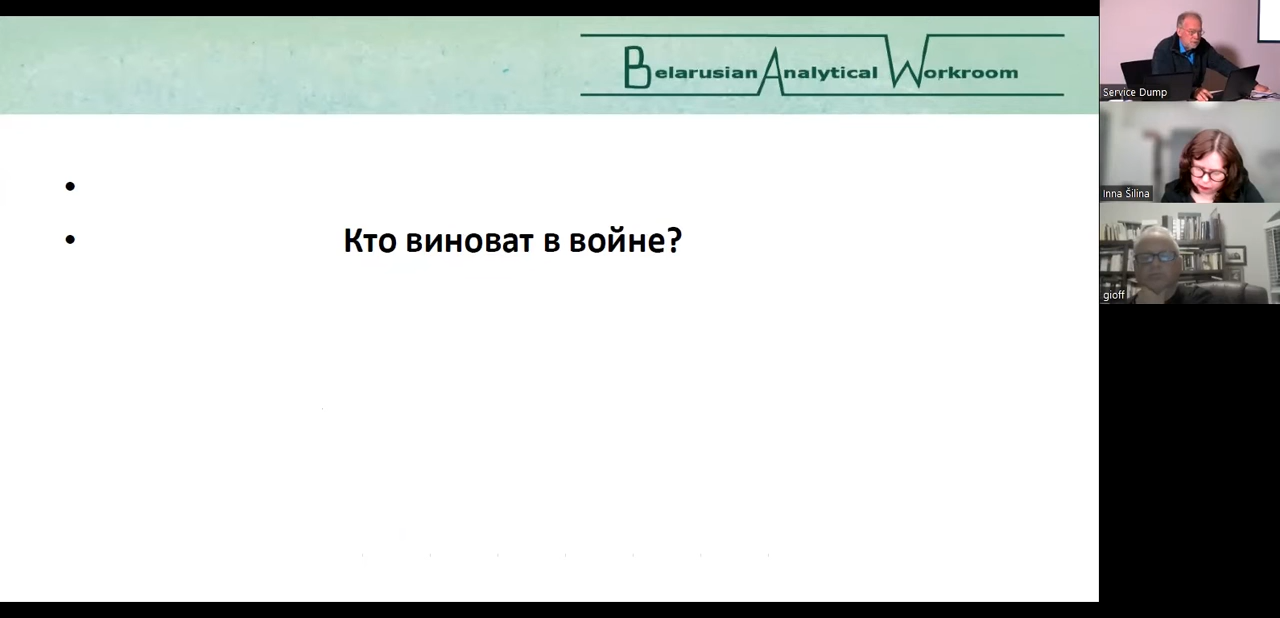 Belarusian Analytical Workroom
Кто виноват в войне?
Service Dump
Inna Šilina
gioff